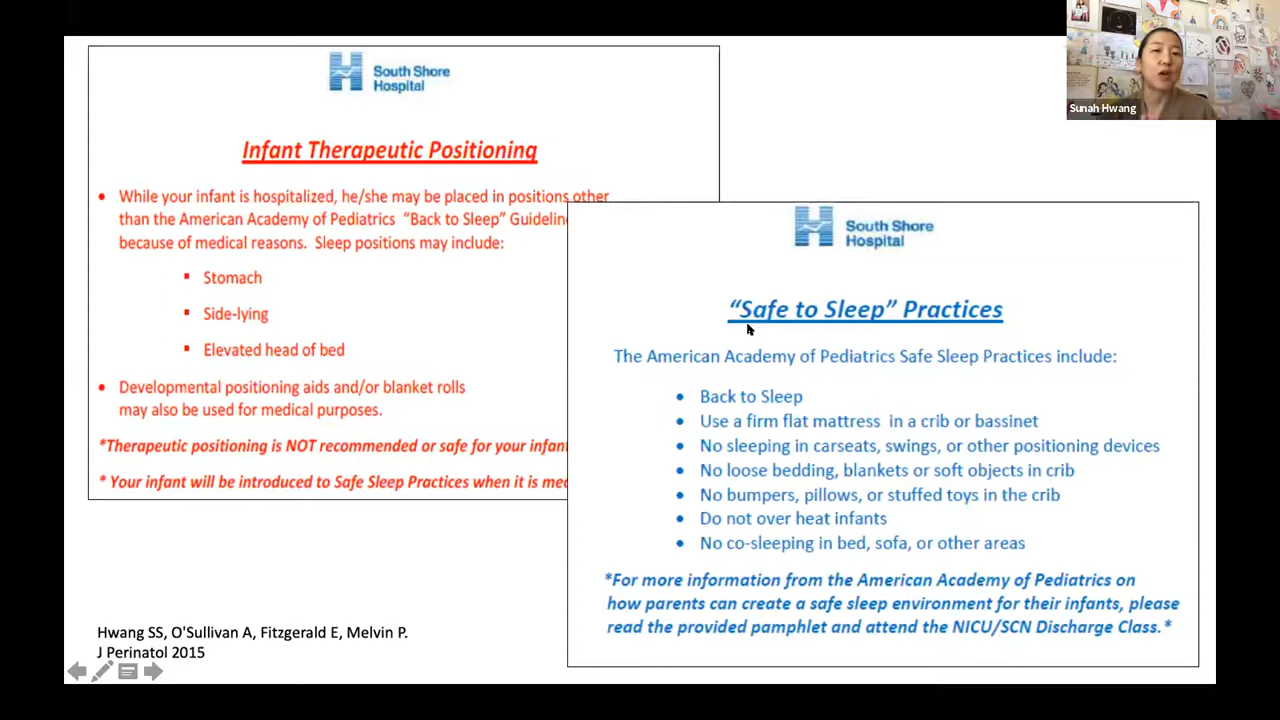 South Shore
Hospital
Infant Therapeutic Positioning
While your infant is hospitalized, he/she may be placed in positions other
than the American Academy of Pediatrics "Back to Sleep"
because of medical reasons. Sleep positions may include:
Stomach
Side-lying
Elevated head of bed
Developmental positioning aids and/or blanket rolls
may also be used for medical purposes.
*Therapeutic positioning is NOT recommended or safe for your infant
* Your infant will be introduced to Safe Sleep Practices when it is
South Shore
Hospital
"Safe to Sleep" Practices
The American Academy of Pediatrics Safe Sleep Practices include:
Back to Sleep
Use a firm flat mattress in a crib or bassinet
No sleeping in carseats, swings, or other positioning devices
No loose bedding, blankets or soft objects in crib
No bumpers, pillows, or stuffed toys in the crib
Do not over heat infants
No co-sleeping in bed, sofa, or other areas
*For more information from the American Academy of Pediatrics on
how parents can create a safe sleep environment for their infants, please
read the provided pamphlet and attend the NICU/SCN Discharge Class.*
Hwang SS, O'Sullivan A, Fitzgerald E, Melvin P.
J Perinatol 2015
Sunah Hwang